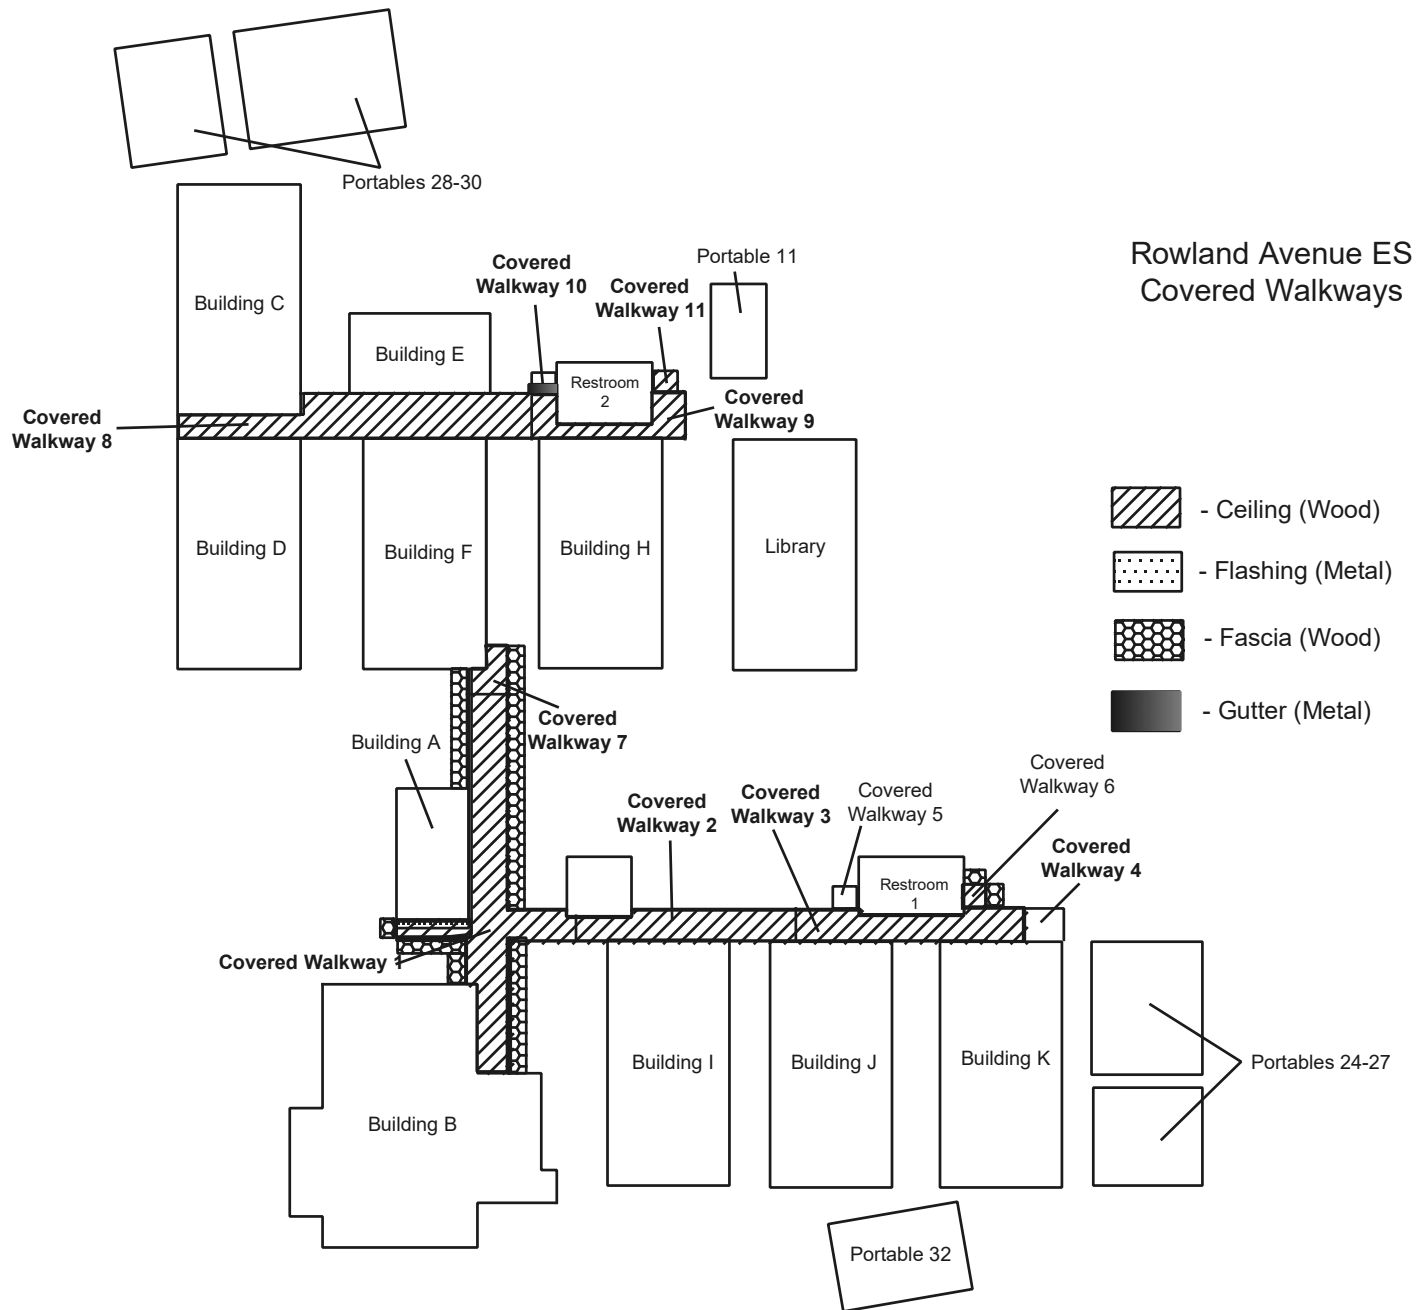 Portables 28-30
Rowland Avenue ES
Covered Walkways
Portable 11
Covered
Walkway 10
Covered
Walkway 11
Building C
Building E
Restroom
2
Covered
Walkway 8
Covered
Walkway 9
Building D
Building F
Building H
Library
- Ceiling (Wood)
- Flashing (Metal)
- Fascia (Wood)
- Gutter (Metal)
Covered
Walkway 7
Building A
Covered
Walkway 2
Covered
Walkway 3
Covered
Walkway 5
Covered
Walkway 6
Covered
Walkway 4
Restroom
1
Covered Walkway
Building I
Building J
Building K
Portables 24-27
Building B
Portable 32